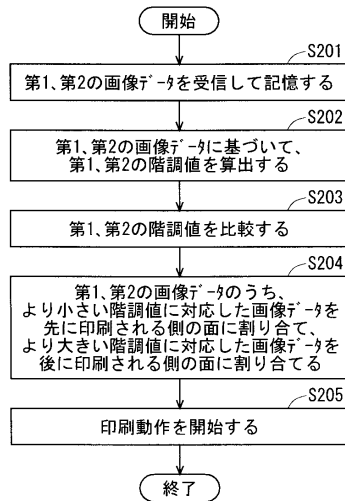 開始
S201
第1、第2の画像ﾃﾞｰﾀを受信して記憶する
S202
第1、第2の画像ﾃﾞｰﾀに基づいて、
第1、第2の階調値を算出する
S203
第1、第2の階調値を比較する
S204
第1、第2の画像ﾃﾞｰﾀのうち、
より小さい階調値に対応した画像ﾃﾞｰﾀを
先に印刷される側の面に割り合て、
より大きい階調値に対応した画像ﾃﾞｰﾀを
後に印刷される側の面に割り合てる
S205
印刷動作を開始する
終了